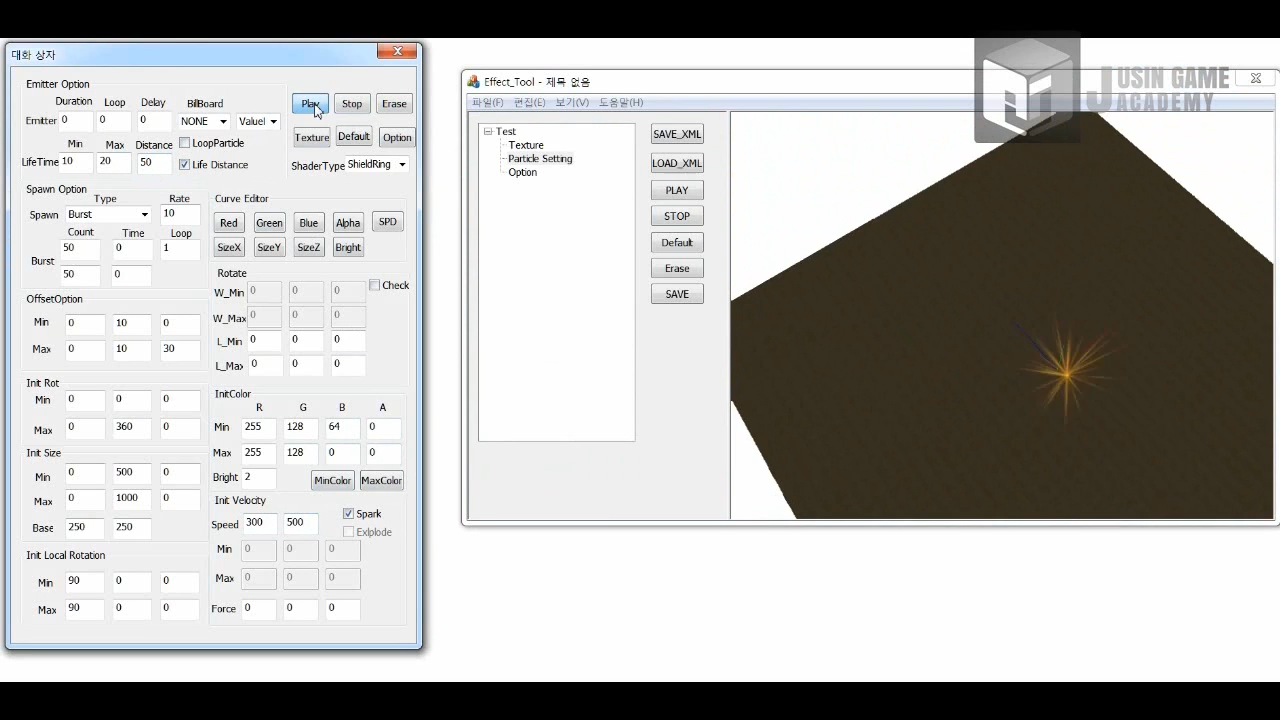 대화 상자
Emitter Option
Duration Loop Delay BillBoard
Emitter 0 0 0 NONE Valuel
Play Stop Erase
Min Max Distance LoopParticle
Texture Default Option
LifeTime 10 20 50 Life Distance
ShaderType ShieldRing
Spawn Option
Type Rate
Spawn Burst 10
Count Time Loop
50 0 1
Burst
50 0
Curve Editor
Red Green Blue Alpha SPD
SizeX SizeY SizeZ Bright
OffsetOption
Min 0 10 0
Max 0 10 30
Rotate
W_Min 0 0 0 Check
W_Max 0 0 0
L_Min 0 0 0
L_Max 0 0 0
Init Rot
Min 0 0 0
Max 0 360 0
Init Size
Min 0 500 0
Max 0 1000 0
Base 250 250
InitColor
R G B A
Min 255 128 64 0
Max 255 128 0 0
Bright 2 MinColor MaxColor
Init Velocity
Speed 300 500 Spark
Exlplode
Min 0 0 0
Max 0 0 0
Force 0 0 0
Init Local Rotation
Min 90 0 0
Max 90 0 0
Effect_Tool - 제목 없음
파일(F) 편집(E) 보기(V) 도움말(H)
Test
Texture
Particle Setting
Option
SAVE_XML
LOAD_XML
PLAY
STOP
Default
Erase
SAVE
JUSIN GAME
ACADEMY